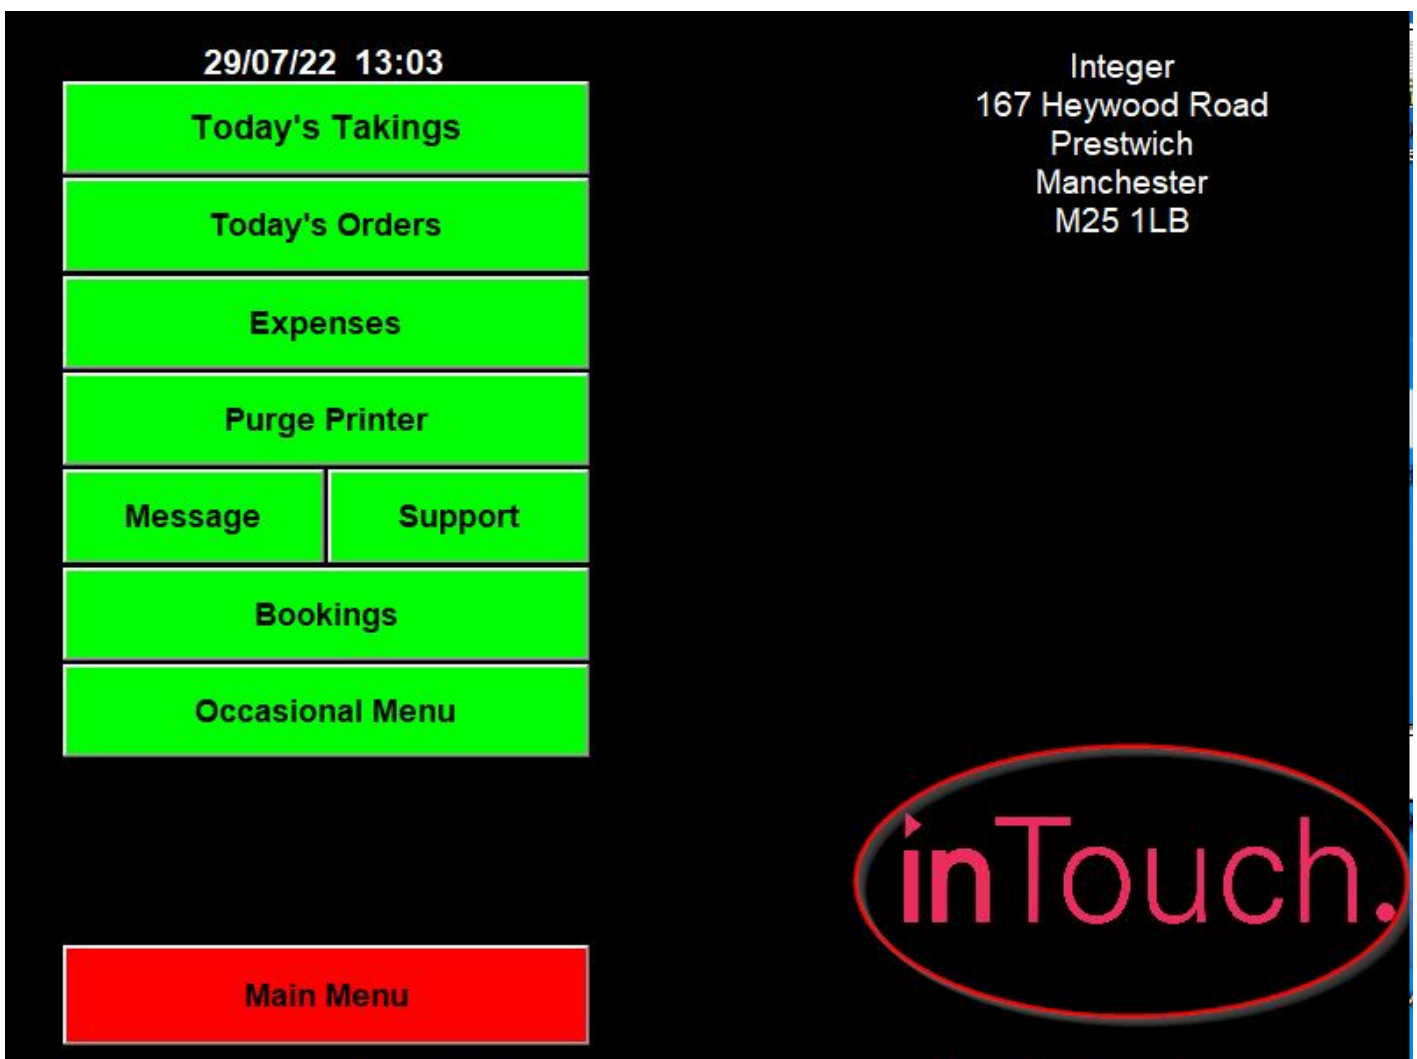 29/07/22 13:03
Today's Takings
Today's Orders
Expenses
Purge Printer
Message
Support
Bookings
Occasional Menu
Main Menu
Integer
167 Heywood Road
Prestwich
Manchester
M25 1LB
inTouch.